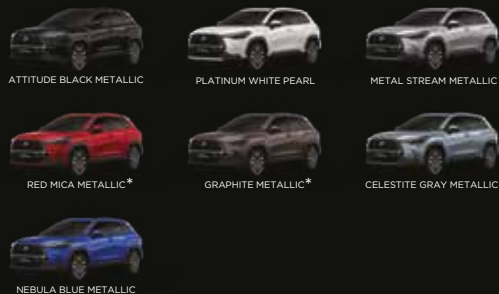 ATTITUDE BLACK METALLIC
PLATINUM WHITE PEARL
METAL STREAM METALLIC
RED MICA METALLIC*
GRAPHITE METALLIC*
CELESTITE GRAY METALLIC
NEBULA BLUE METALLIC